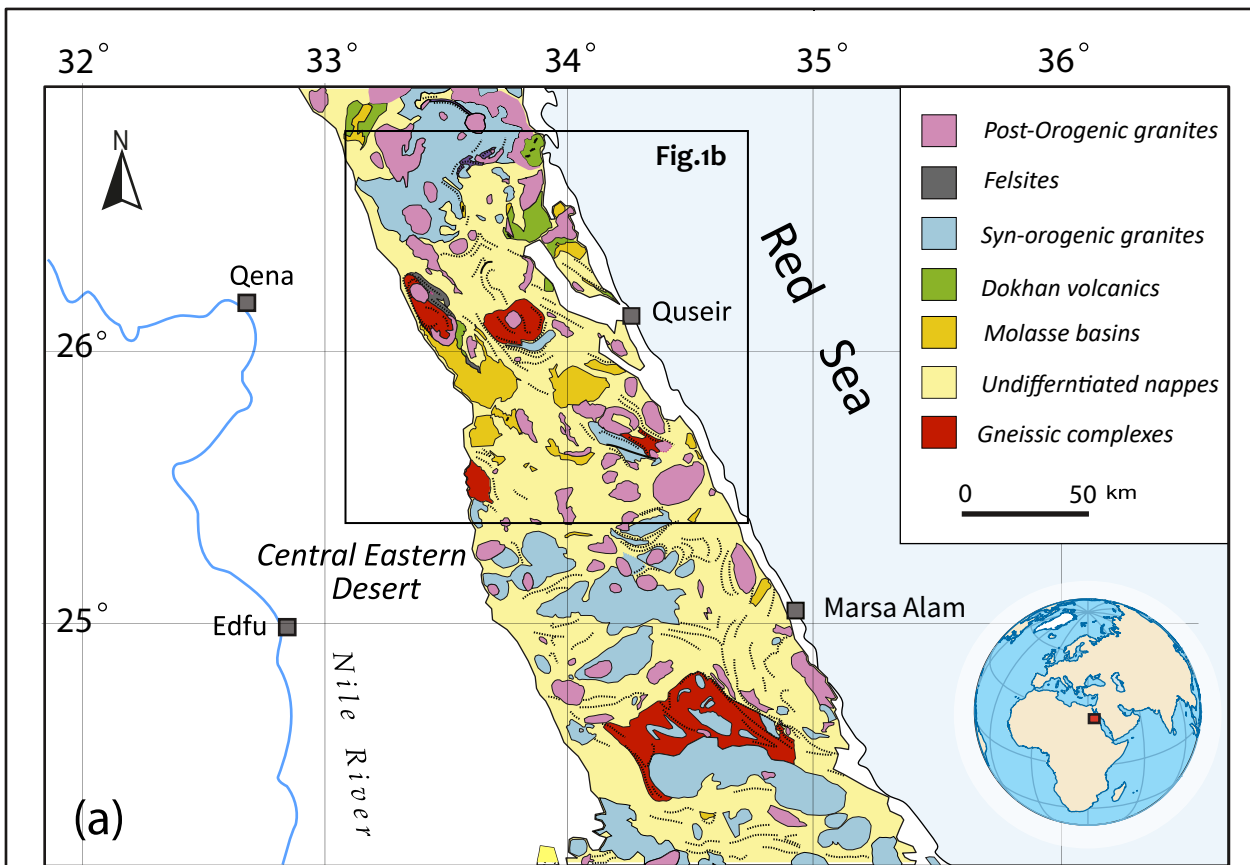 32° 33° 34° 35° 36°
N
Fig.1b
Post-Orogenic granites
Felsites
Syn-orogenic granites
Dokhan volcanics
Molasse basins
Undifferntiated nappes
Gneissic complexes
0 50 km
Red Sea
Qena
Quseir
26°
Central Eastern
Desert
25°
Edfu
Marsa Alam
Nile River
(a)